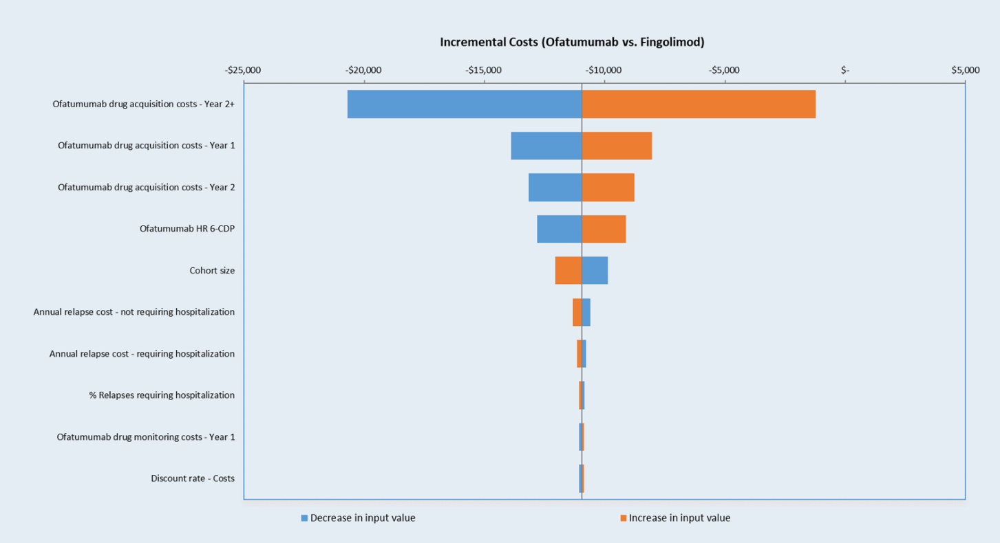 Incremental Costs (Ofatumumab vs. Fingolimod)
-$25,000 -$20,000 -$15,000 -$10,000 -$5,000 $- $5,000
Ofatumumab drug acquisition costs - Year 2+
Ofatumumab drug acquisition costs - Year 1
Ofatumumab drug acquisition costs - Year 2
Ofatumumab HR 6-CDP
Cohort size
Annual relapse cost - not requiring hospitalization
Annual relapse cost - requiring hospitalization
% Relapses requiring hospitalization
Ofatumumab drug monitoring costs - Year 1
Discount rate - Costs
Decrease in input value Increase in input value